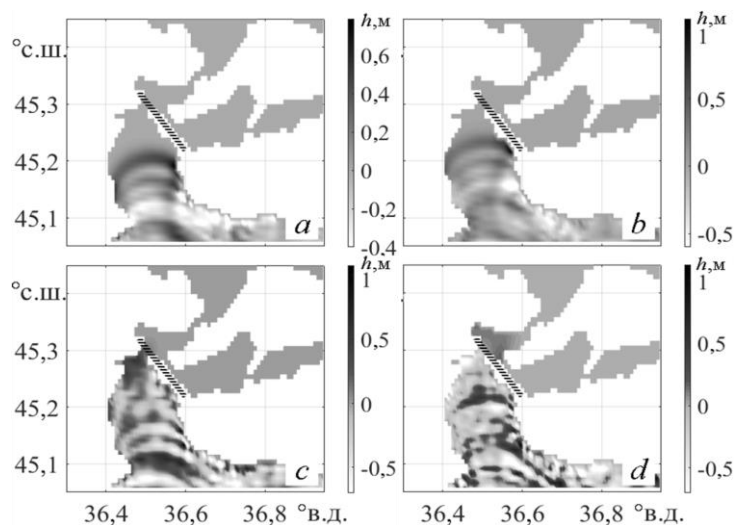 h,м h,м
°с.ш. 0,6 1
45,3 0,4 0,5
0,2
45,2 0 0
-0,2
45,1 a b -0,5
-0,4
h,м h,м
°с.ш. 1 1
45,3 0,5 0,5
45,2 0 0
45,1 c -0,5 d -0,5
36,4 36,6 36,8 °в.д. 36,4 36,6 36,8 °в.д.